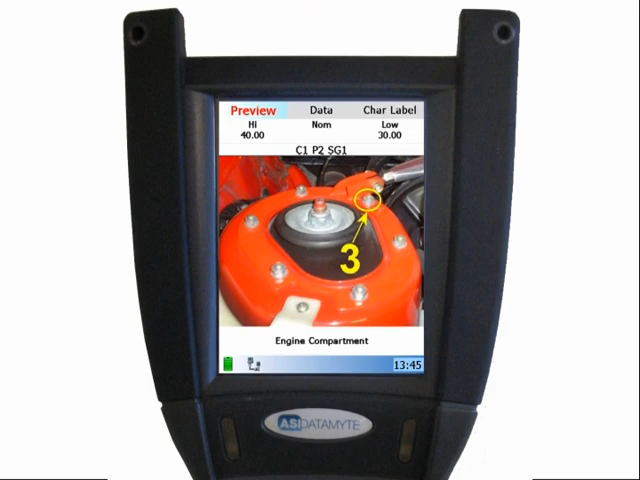 Preview Data Char Label
Hi Nom Low
40.00 30.00
C1 P2 SG1
3
Engine Compartment
13:45
ASI DATAMYTE